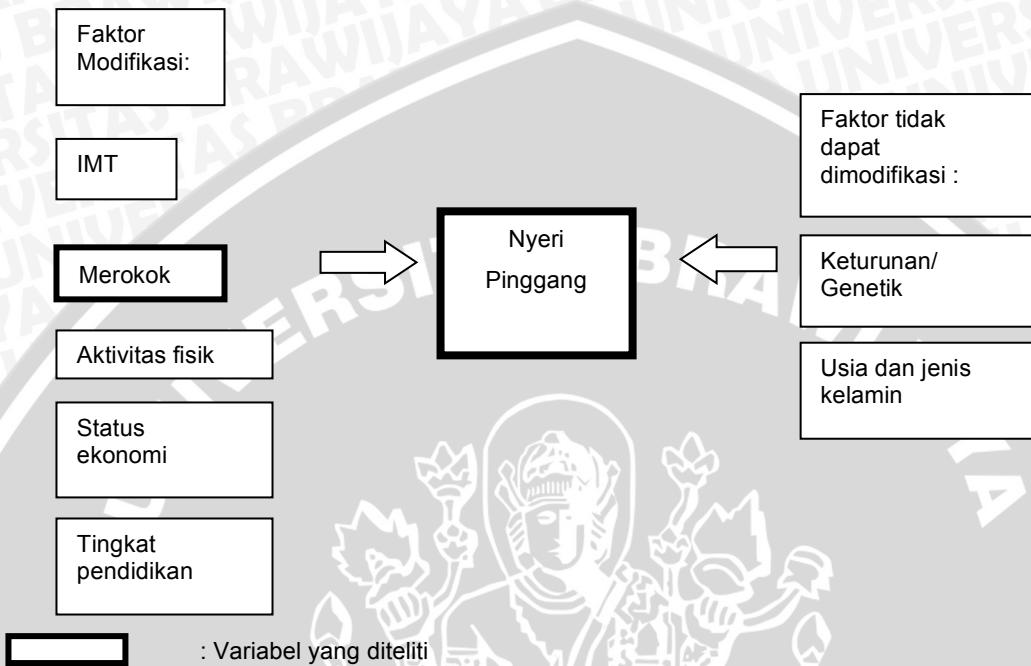 Faktor
Modifikasi:
IMT
Merokok
Aktivitas fisik
Status
ekonomi
Tingkat
pendidikan
Nyeri
Pinggang
Faktor tidak
dapat
dimodifikasi :
Keturunan/
Genetik
Usia dan jenis
kelamin
: Variabel yang diteliti